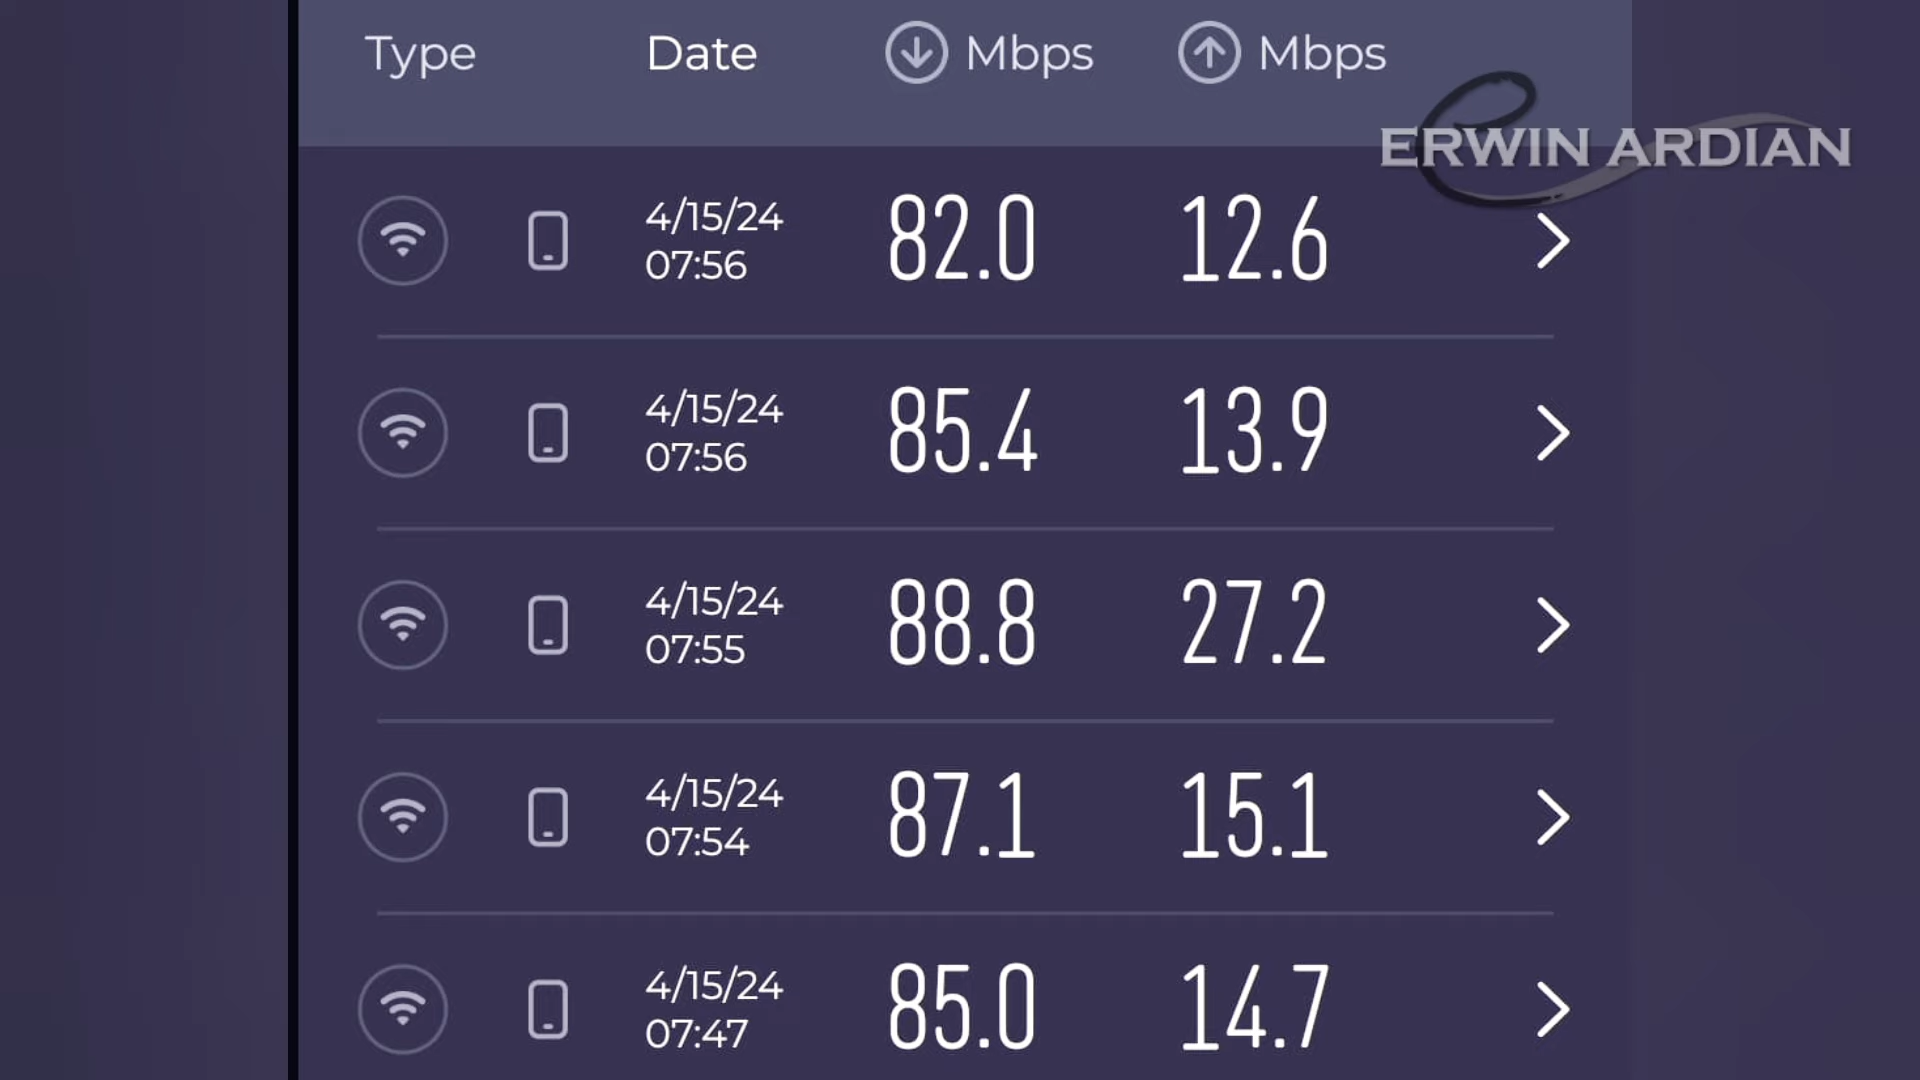 Type Date Mbps Mbps
ERWIN ARDIAN
4/15/24
07:56 82.0 12.6
4/15/24
07:56 85.4 13.9
4/15/24
07:55 88.8 27.2
4/15/24
07:54 87.1 15.1
4/15/24
07:47 85.0 14.7